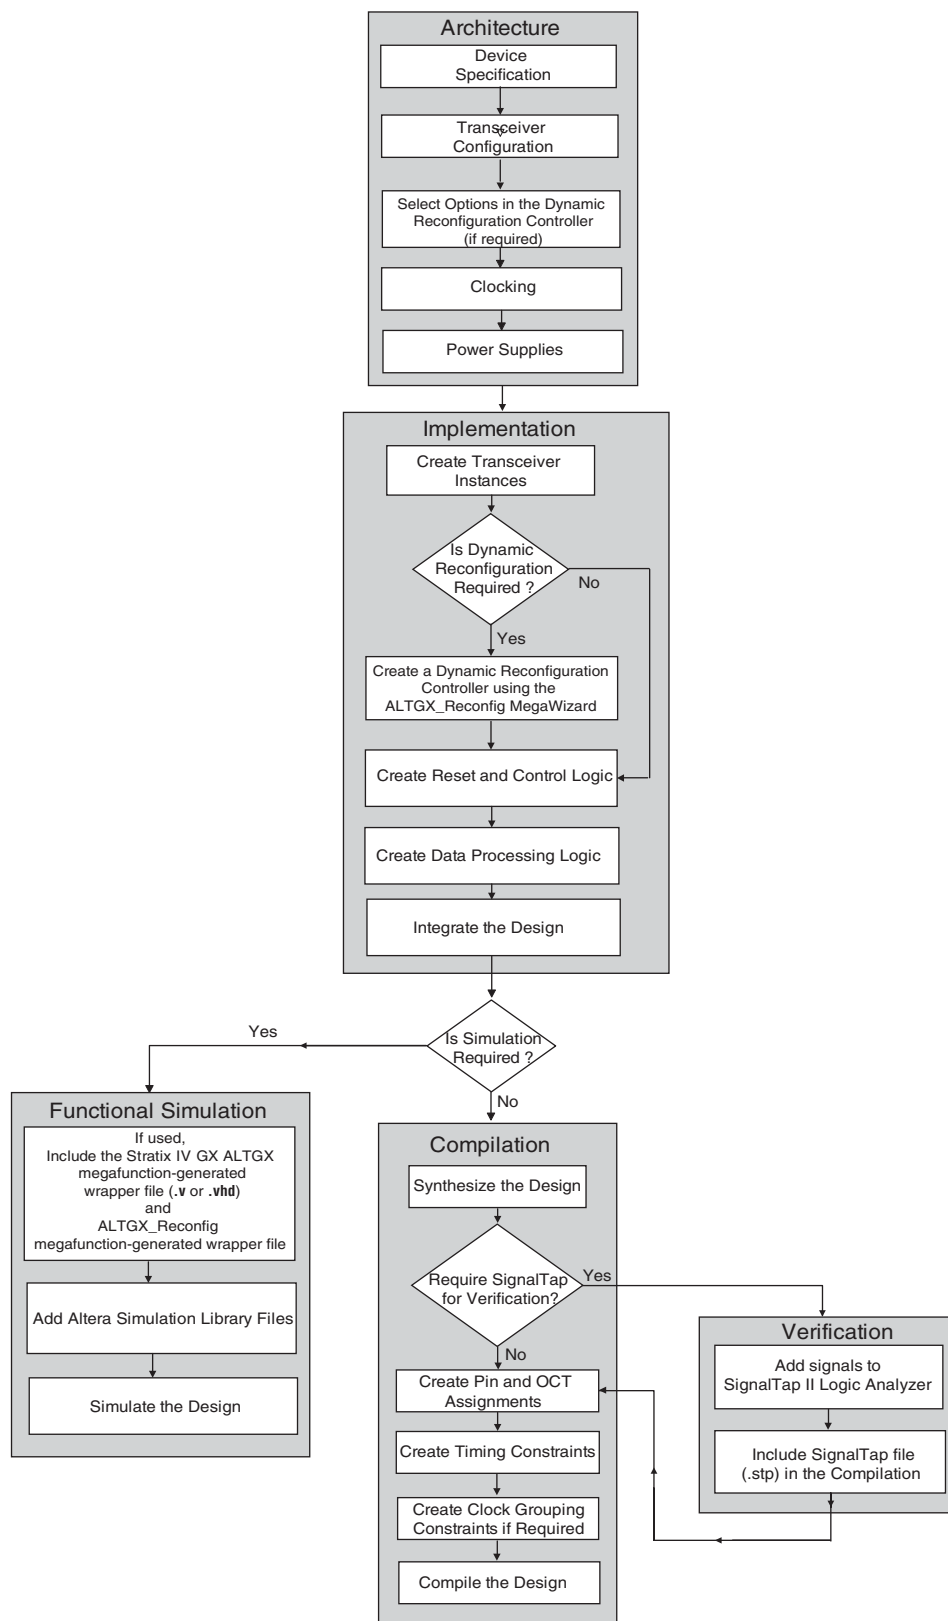 Architecture
Device
Specification
Transceiver
Configuration
Select Options in the Dynamic
Reconfiguration Controller
(if required)
Clocking
Power Supplies
Implementation
Create Transceiver
Instances
Is Dynamic
Reconfiguration
Required ?
No
Yes
Create a Dynamic Reconfiguration
Controller using the
ALTGX_Reconfig MegaWizard
Create Reset and Control Logic
Create Data Processing Logic
Integrate the Design
Is Simulation
Required ?
Yes
No
Functional Simulation
If used,
Include the Stratix IV GX ALTGX
megafunction-generated
wrapper file (.v or .vhd)
and
ALTGX_Reconfig
megafunction-generated wrapper file
Add Altera Simulation Library Files
Simulate the Design
Compilation
Synthesize the Design
Require SignalTap
for Verification?
Yes
No
Create Pin and OCT
Assignments
Create Timing Constraints
Create Clock Grouping
Constraints if Required
Compile the Design
Verification
Add signals to
SignalTap II Logic Analyzer
Include SignalTap file
(.stp) in the Compilation